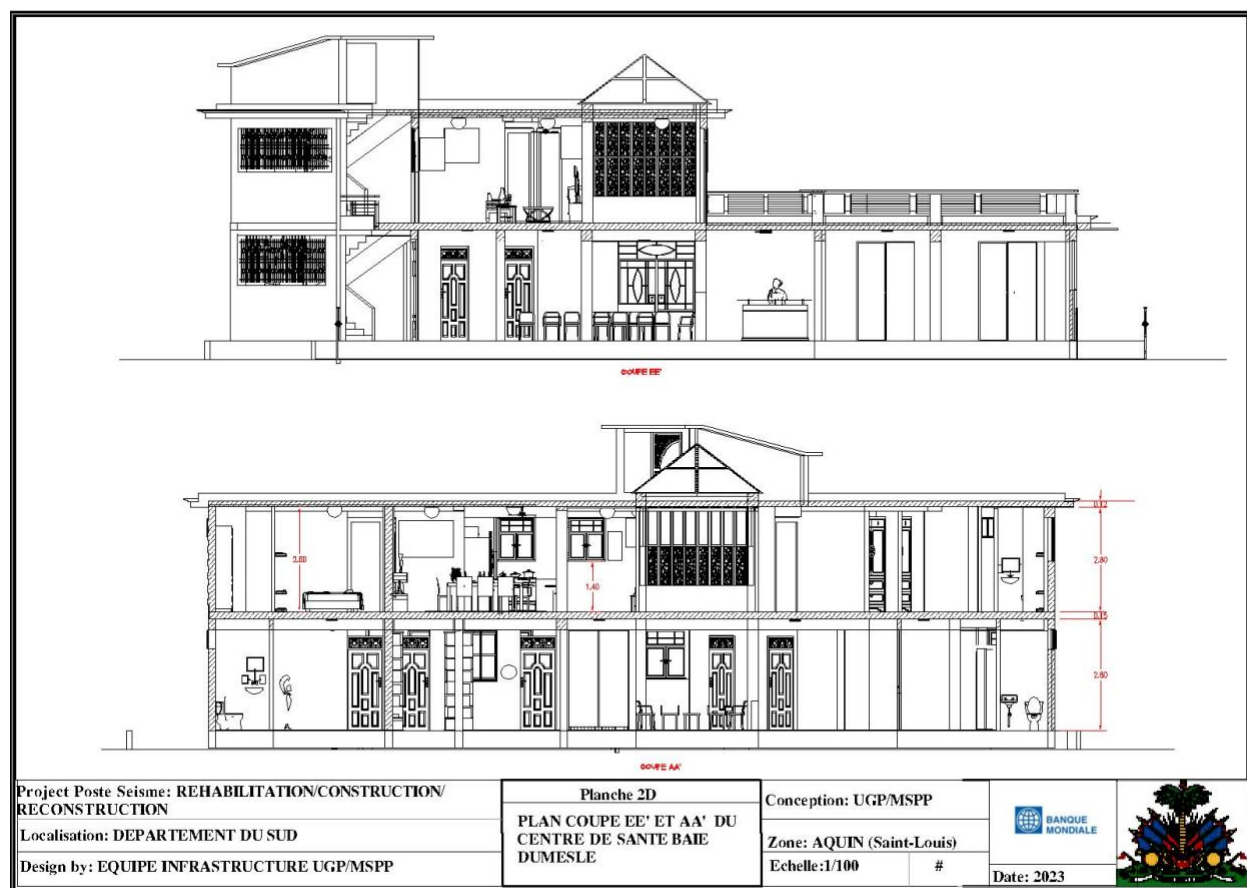 COUPE EE'
0.12
2.80
2.80
1.40
0.15
2.80
COUPE AA'
Project Poste Seisme: REHABILITATION/CONSTRUCTION/
RECONSTRUCTION
Localisation: DEPARTEMENT DU SUD
Design by: EQUIPE INFRASTRUCTURE UGP/MSPP
Planche 2D
PLAN COUPE EE' ET AA' DU
CENTRE DE SANTE BAIE
DUMESLE
Conception: UGP/MSPP
Zone: AQUIN (Saint-Louis)
Echelle:1/100
#
BANQUE
MONDIALE
Date: 2023